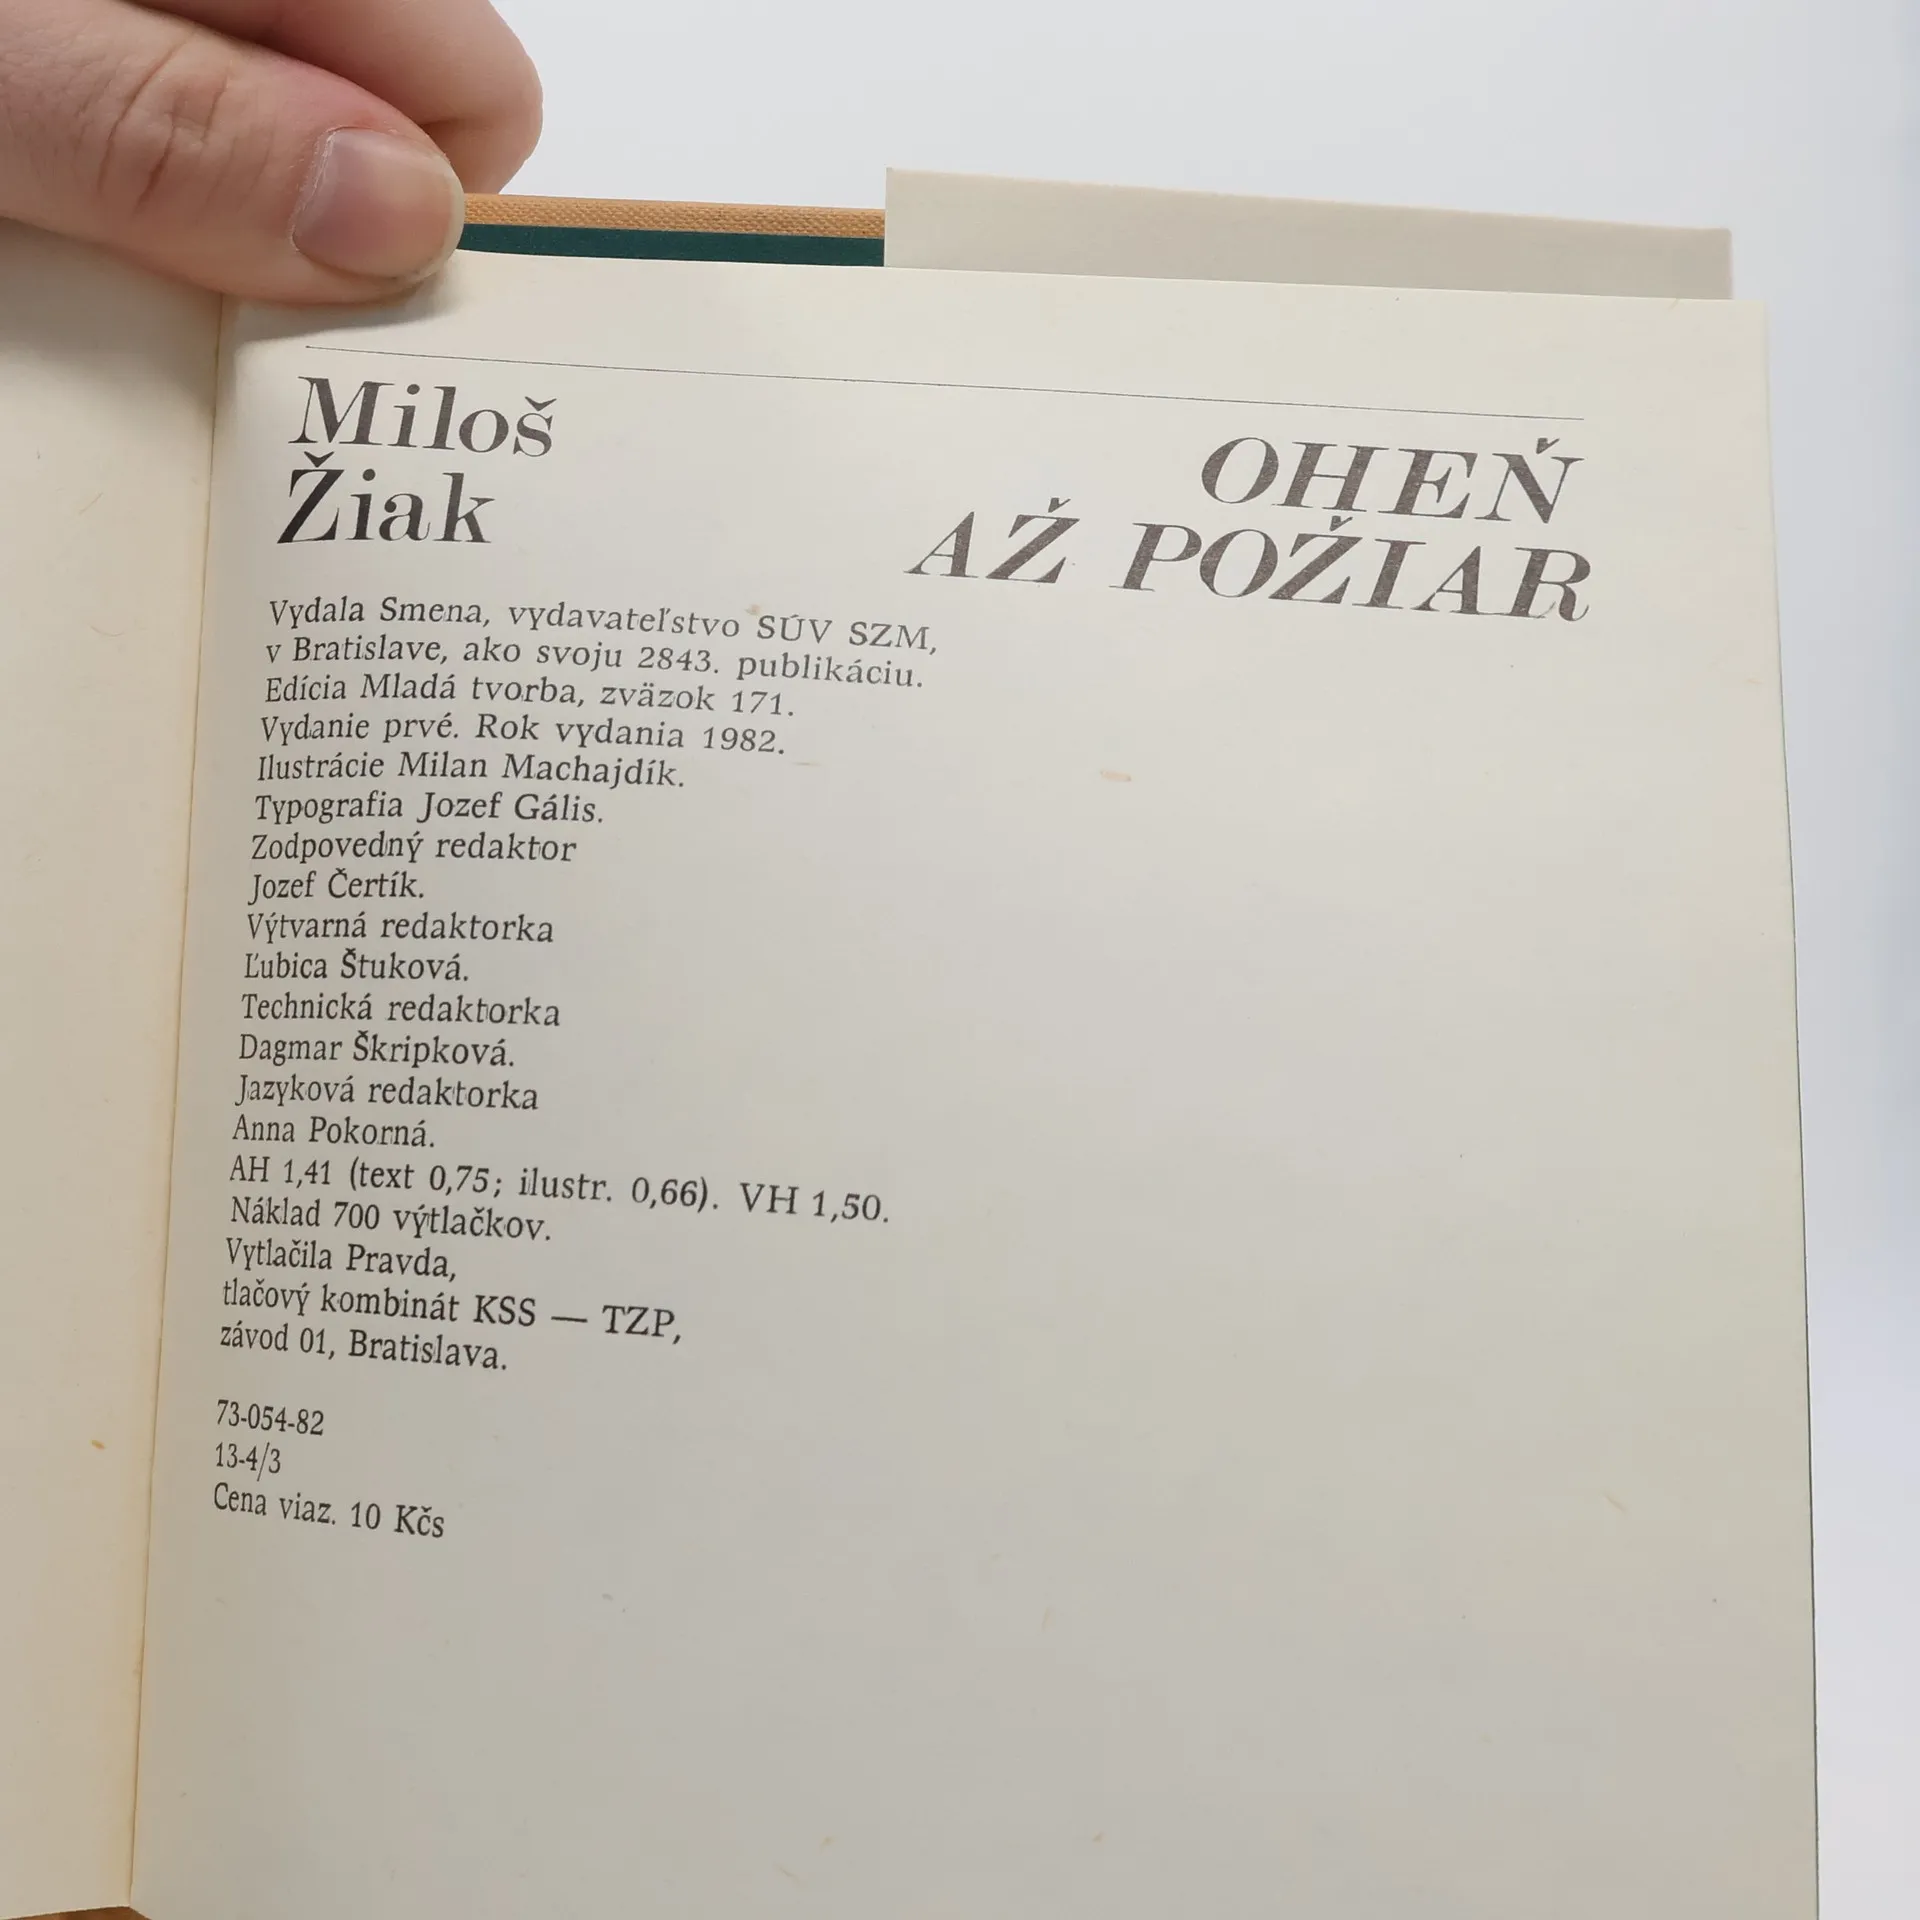 Miloš
Žiak
OHEŇ
AŽ POŽIAR
Vydala Smena, vydavateľstvo SÚV SZM,
v Bratislave, ako svoju 2843. publikáciu.
Edícia Mladá tvorba, zväzok 171.
Vydanie prvé. Rok vydania 1982.
Ilustrácie Milan Machajdík.
Typografia Jozef Gális.
Zodpovedný redaktor
Jozef Čertík.
Výtvarná redaktorka
Ľubica Štuková.
Technická redaktorka
Dagmar Škripková.
Jazyková redaktorka
Anna Pokorná.
AH 1,41 (text 0,75; ilustr. 0,66). VH 1,50.
Náklad 700 výtlačkov.
Vytlačila Pravda,
tlačový kombinát KSS — TZP,
závod 01, Bratislava.
73-054-82
13-4/3
Cena viaz. 10 Kčs